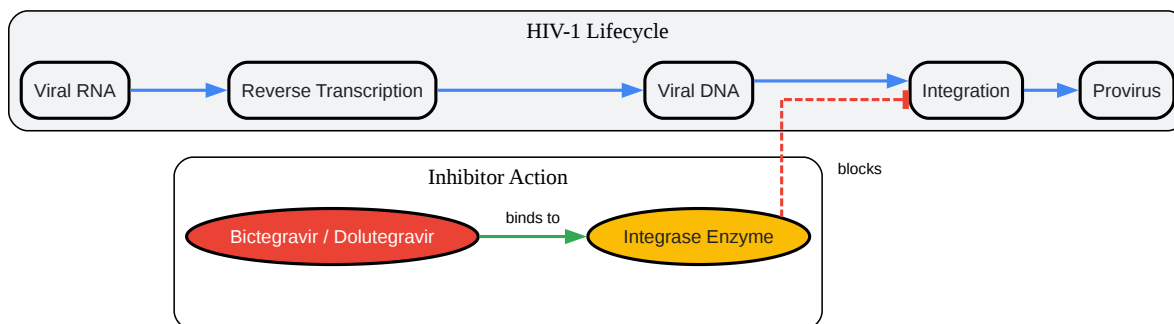 HIV-1 Lifecycle
Viral RNA
Reverse Transcription
Viral DNA
Integration
Provirus
Inhibitor Action
blocks
Bictegravir / Dolutegravir
binds to
Integrase Enzyme